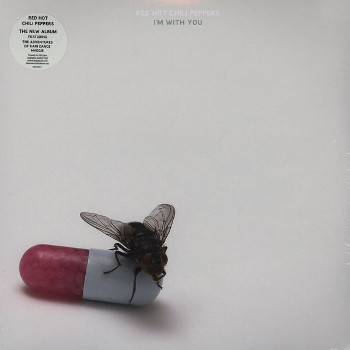 RED HOT CHILI PEPPERS
I'M WITH YOU
RED HOT
CHILI PEPPERS
THE NEW ALBUM
FEATURING
THE ADVENTURES
OF RAIN DANCE
MAGGIE